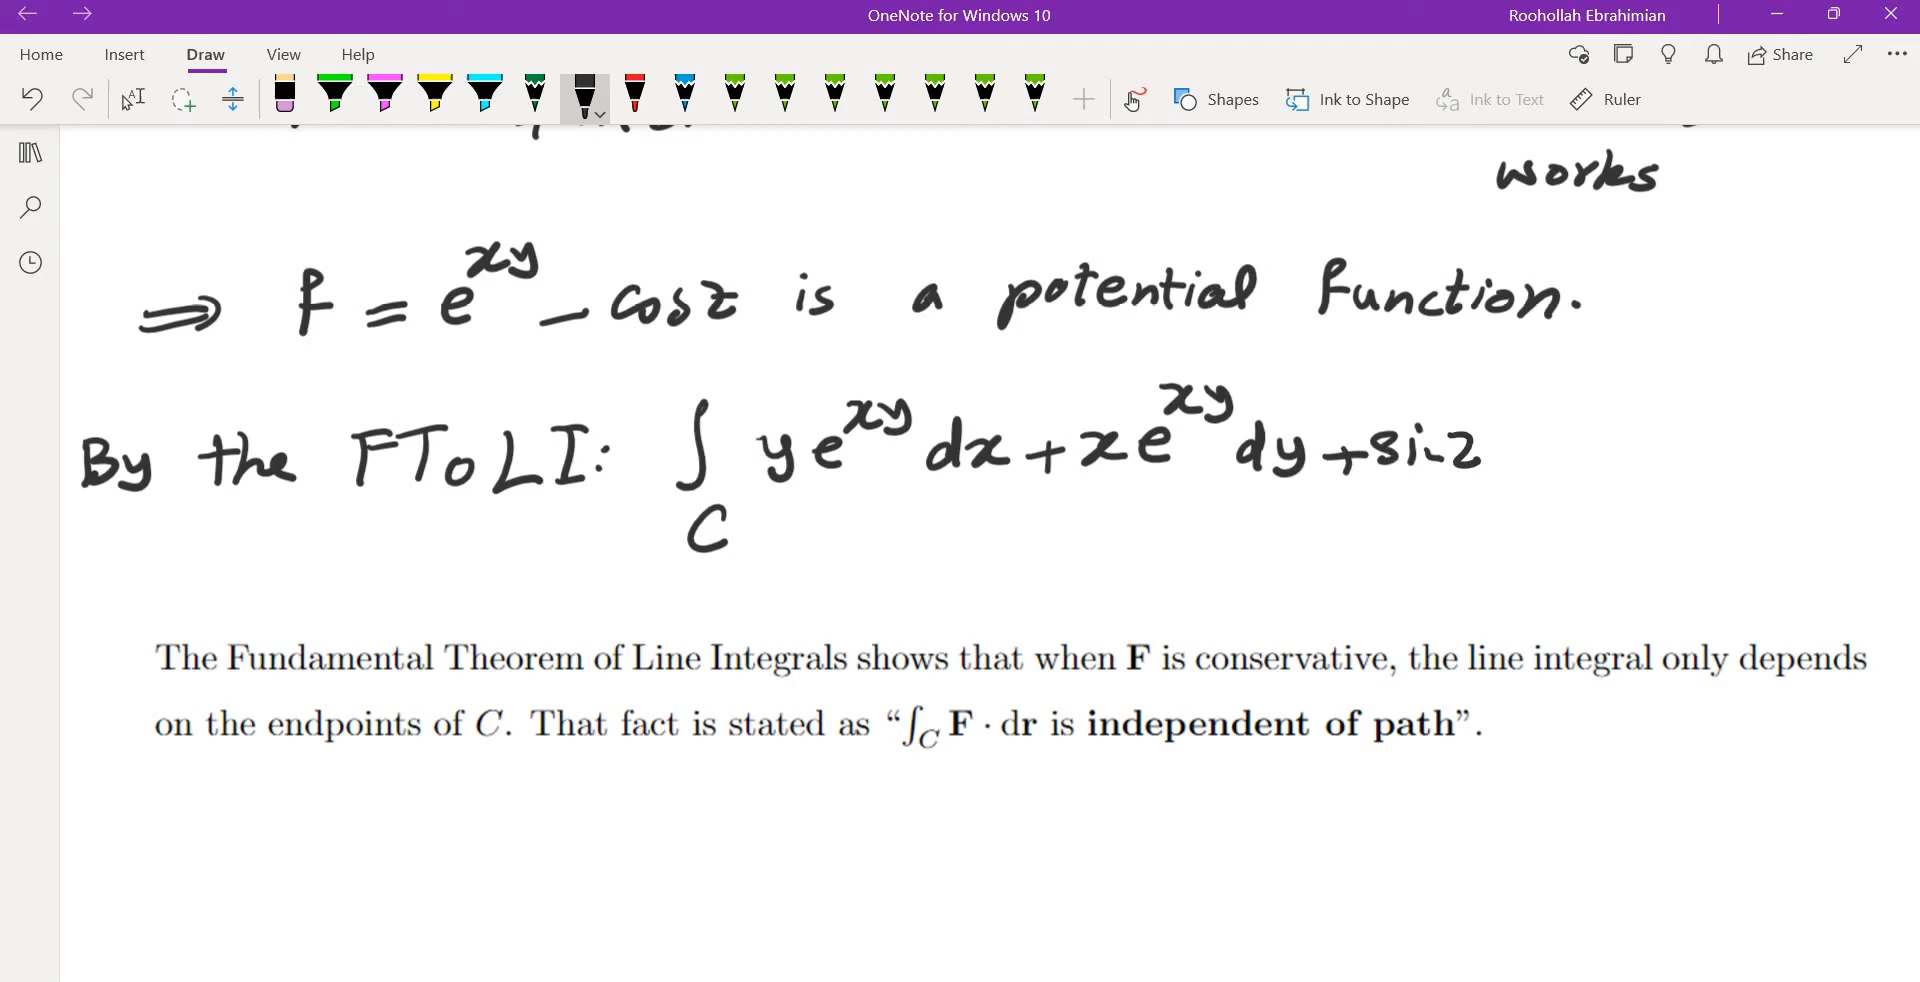 OneNote for Windows 10
Roohollah Ebrahimian
Home Insert Draw View Help
Share
Shapes Ink to Shape Ink to Text Ruler
works
⟹ f = e^{xy} - cos z is a potential function.
By the FToLI: ∫_C y e^{xy} dx + x e^{xy} dy + sin z
The Fundamental Theorem of Line Integrals shows that when F is conservative, the line integral only depends
on the endpoints of C. That fact is stated as “∫_C F · dr is independent of path”.